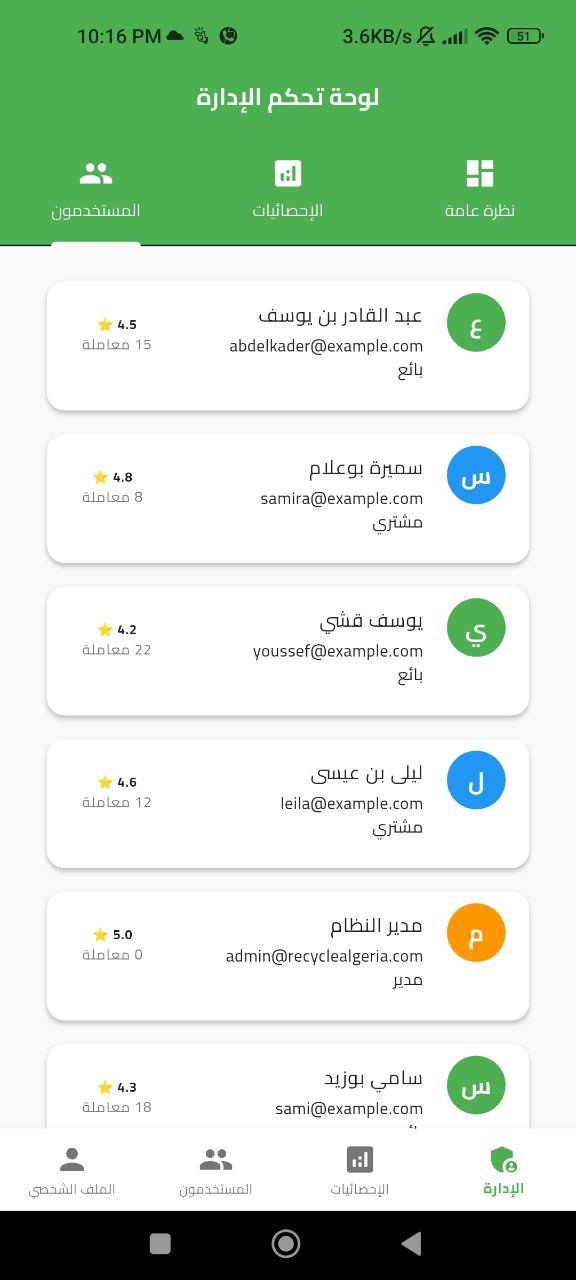 10:16 PM
3.6KB/s
51
لوحة تحكم الإدارة
نظرة عامة
الإحصائيات
المستخدمون
ع
عبد القادر بن يوسف
abdelkader@example.com
بائع
4.5
15 معاملة
س
سميرة بوعلام
samira@example.com
مشتري
4.8
8 معاملة
ي
يوسف قشي
youssef@example.com
بائع
4.2
22 معاملة
ل
ليلى بن عيسى
leila@example.com
مشتري
4.6
12 معاملة
م
مدير النظام
admin@recyclealgeria.com
مدير
5.0
0 معاملة
س
سامي بوزيد
sami@example.com
4.3
18 معاملة
الإدارة
الإحصائيات
المستخدمون
الملف الشخصي